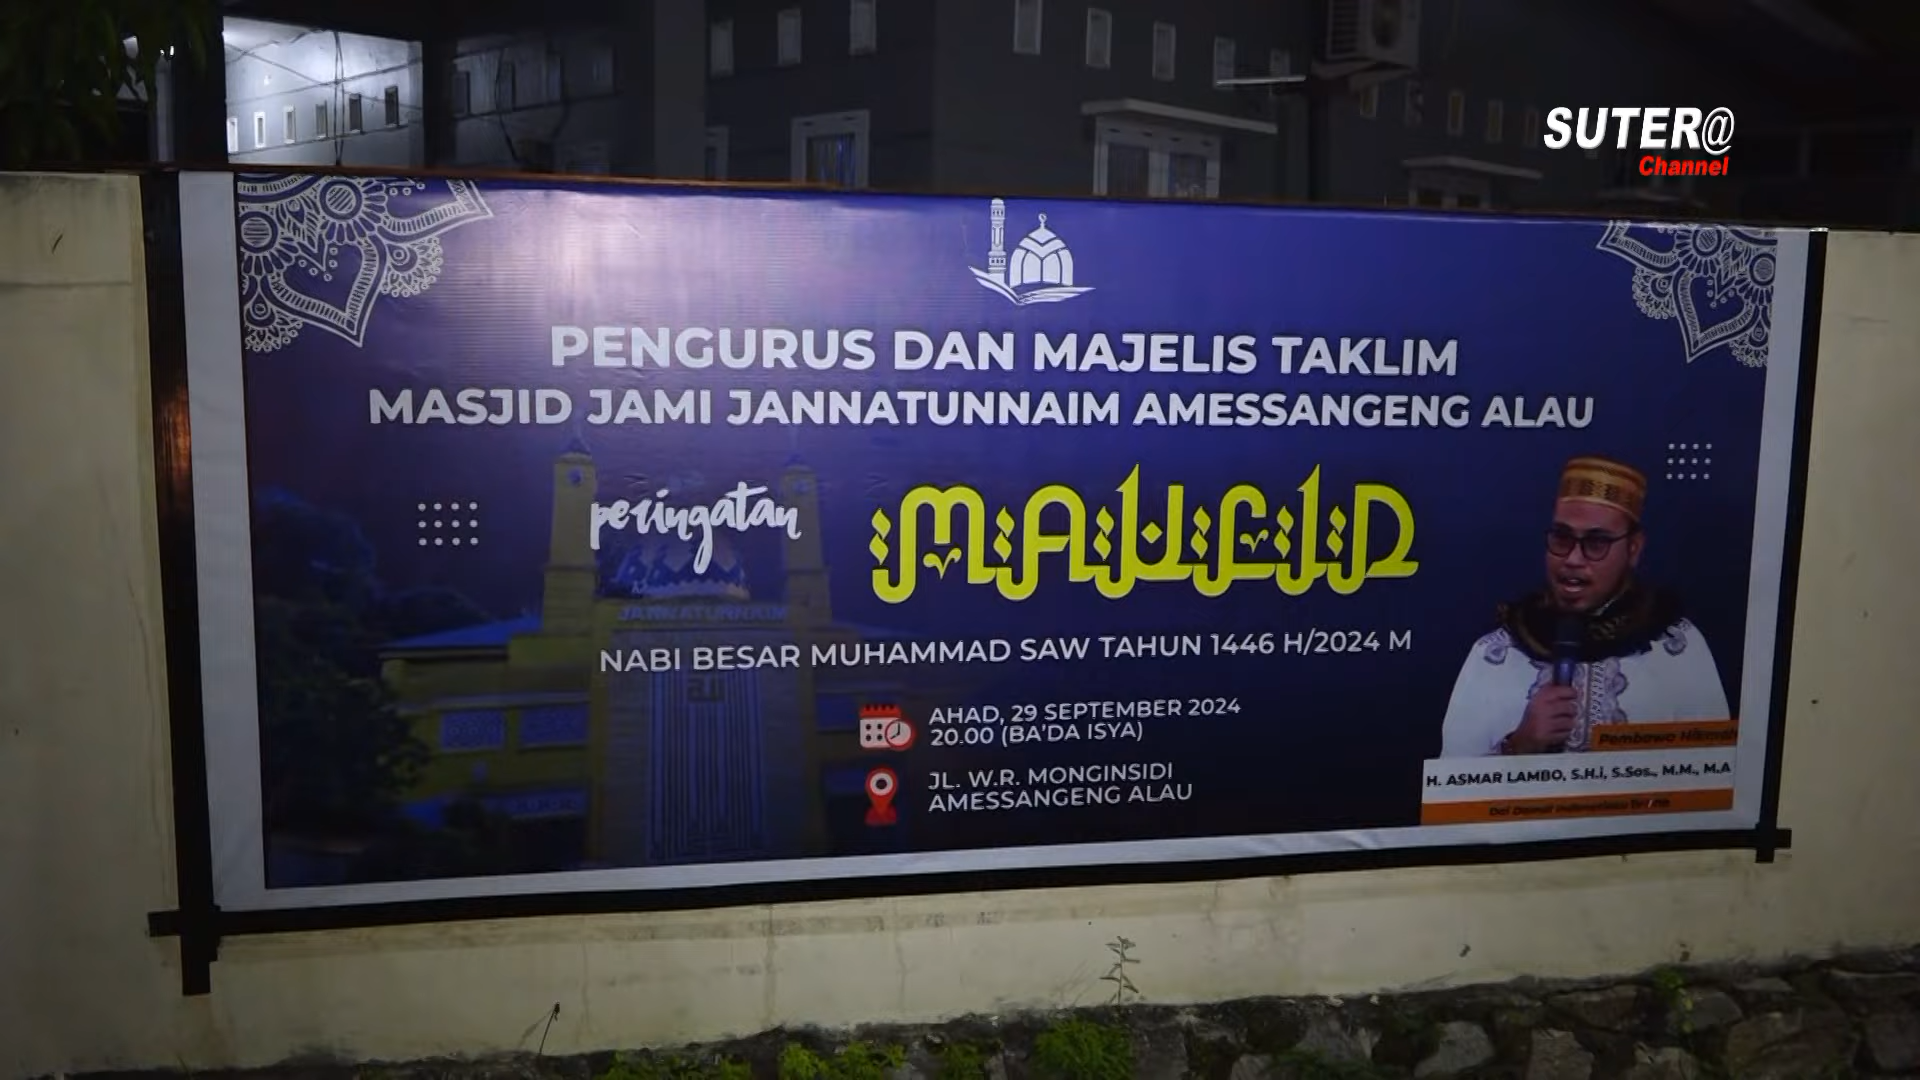 SUTER@
Channel
PENGURUS DAN MAJELIS TAKLIM
MASJID JAMI JANNATUNNAIM AMESSANGENG ALAU
peringatan
MAULID
JANNATUNNAIM
NABI BESAR MUHAMMAD SAW TAHUN 1446 H/2024 M
AHAD, 29 SEPTEMBER 2024
20.00 (BA'DA ISYA)
JL. W.R. MONGINSIDI
AMESSANGENG ALAU
Pembawa Hikmah
H. ASMAR LAMBO, S.H.i, S.Sos., M.M., M.A